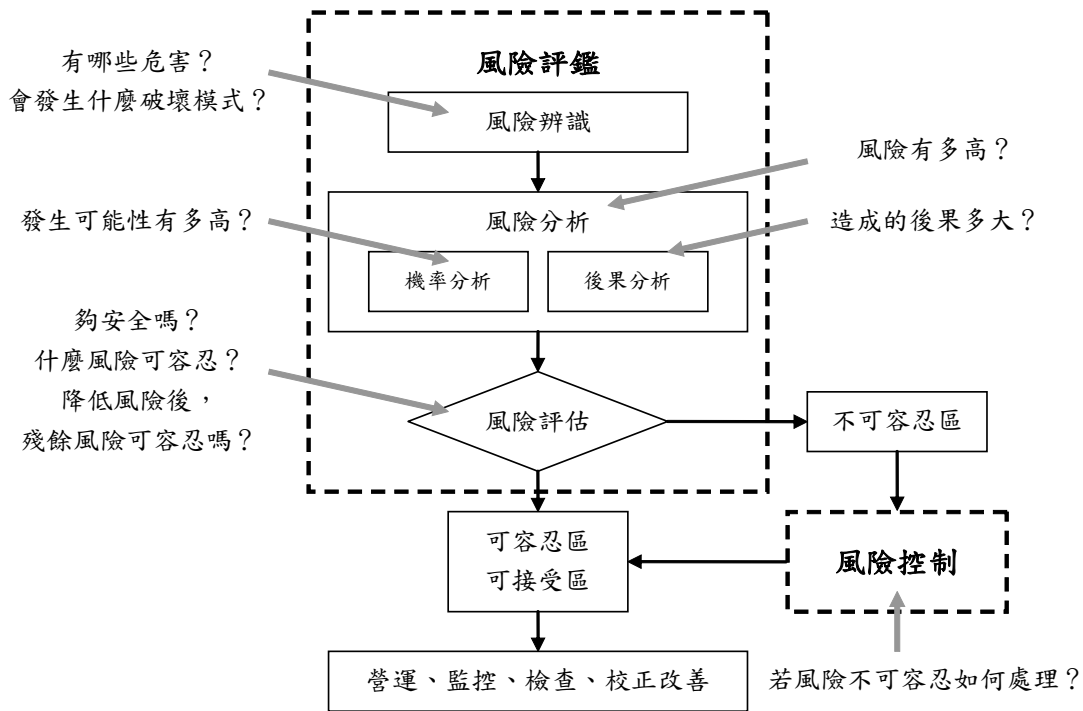 有哪些危害？
會發生什麼破壞模式？
風險評鑑
風險辨識
風險有多高？
發生可能性有多高？
風險分析
造成的後果多大？
機率分析
後果分析
夠安全嗎？
什麼風險可容忍？
降低風險後，
殘餘風險可容忍嗎？
風險評估
不可容忍區
可容忍區
可接受區
風險控制
營運、監控、檢查、校正改善
若風險不可容忍如何處理？